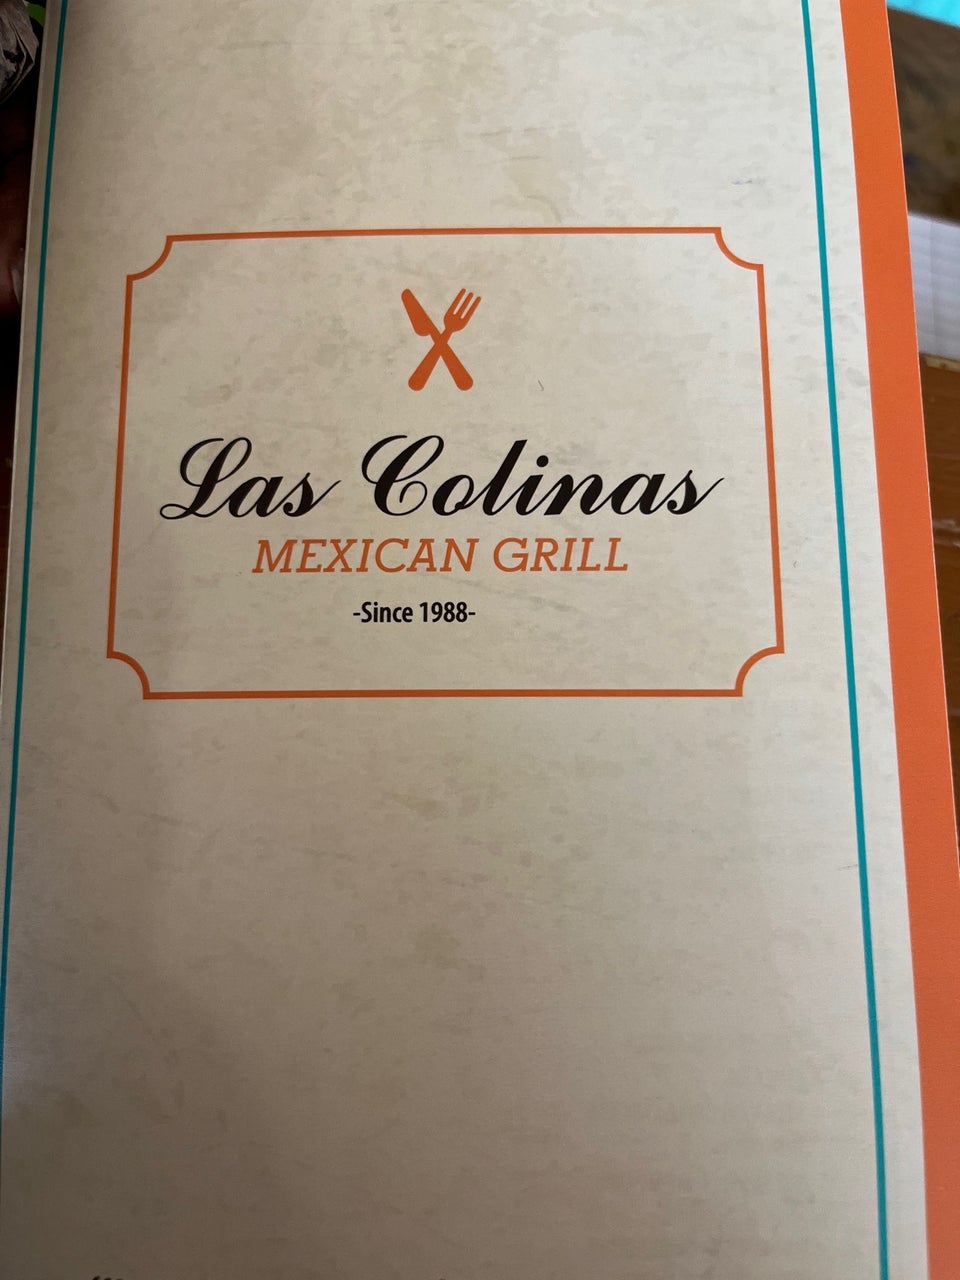 Las Colinas
MEXICAN GRILL
-Since 1988-